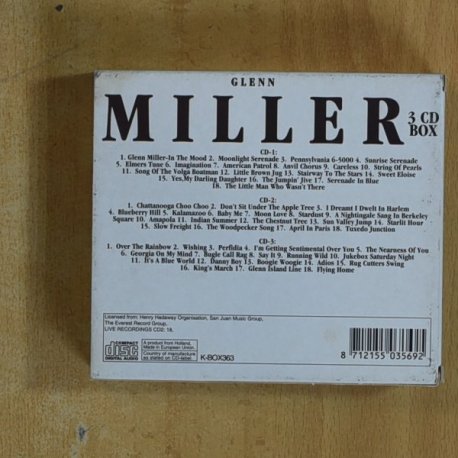 GLENN
MILLER 3 CD
BOX
CD-1:
1. Glenn Miller-In The Mood 2. Moonlight Serenade 3. Pennsylvania 6-5000 4. Sunrise Serenade
5. Elmers Tune 6. Imagination 7. American Patrol 8. Anvil Chorus 9. Careless 10. String Of Pearls
11. Song Of The Volga Boatman 12. Little Brown Jug 13. Stairway To The Stars 14. Sweet Eloise
15. Yes,My Darling Daughter 16. The Jumpin' Jive 17. Serenade In Blue
18. The Little Man Who Wasn't There
CD-2:
1. Chattanooga Choo Choo 2. Don't Sit Under The Apple Tree 3. I Dreamt I Dwelt In Harlem
4. Blueberry Hill 5. Kalamazoo 6. Baby Me 7. Moon Love 8. Stardust 9. A Nightingale Sang In Berkeley
Square 10. Amapola 11. Indian Summer 12. The Chestnut Tree 13. Sun Valley Jump 14. Starlit Hour
15. Slow Freight 16. The Woodpecker Song 17. April In Paris 18. Tuxedo Junction
CD-3:
1. Over The Rainbow 2. Wishing 3. Perfidia 4. I'm Getting Sentimental Over You 5. The Nearness Of You
6. Georgia On My Mind 7. Bugle Call Rag 8. Say It 9. Running Wild 10. Jukebox Saturday Night
11. It's A Blue World 12. Danny Boy 13. Boogie Woogie 14. Adios 15. Rug Cutters Swing
16. King's March 17. Glenn Island Line 18. Flying Home
Licensed from: Henry Hadaway Organisation, San Juan Music Group,
The Everest Record Group.
LIVE RECORDINGS CD2: 18.
COMPACT
disc
DIGITAL AUDIO
A product from Holland,
Made in European Union.
Country of manufacture
as stated on CD-label.
K-BOX363
8 712155 035692